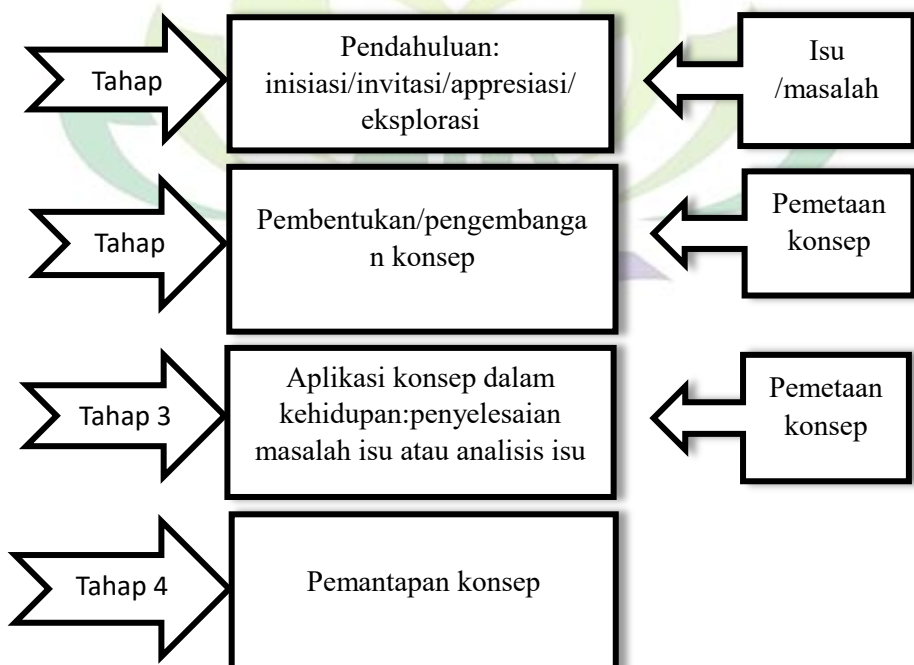 Tahap
Pendahuluan:
inisiasi/invitasi/appresiasi/
eksplorasi
Isu
/masalah
Tahap
Pembentukan/pengembanga
n konsep
Pemetaan
konsep
Tahap 3
Aplikasi konsep dalam
kehidupan:penyelesaian
masalah isu atau analisis isu
Pemetaan
konsep
Tahap 4
Pemantapan konsep